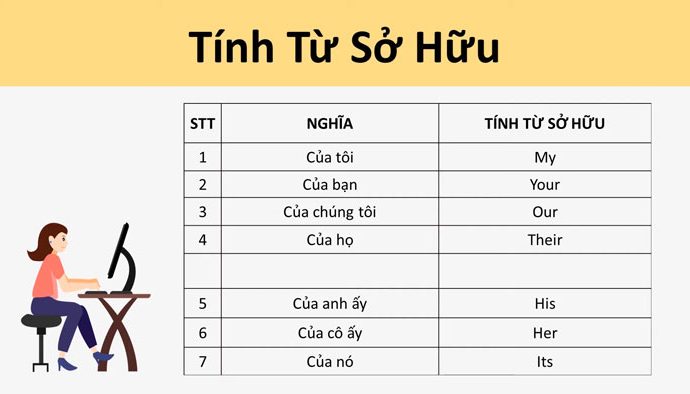 Tính Từ Sở Hữu
STT NGHĨA TÍNH TỪ SỞ HỮU
1 Của tôi My
2 Của bạn Your
3 Của chúng tôi Our
4 Của họ Their
5 Của anh ấy His
6 Của cô ấy Her
7 Của nó Its